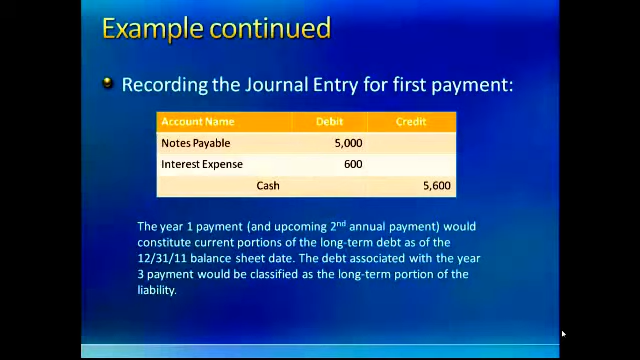 Example continued
Recording the Journal Entry for first payment:
Account Name Debit Credit
Notes Payable 5,000
Interest Expense 600
Cash 5,600
The year 1 payment (and upcoming 2nd annual payment) would
constitute current portions of the long-term debt as of the
12/31/11 balance sheet date. The debt associated with the year
3 payment would be classified as the long-term portion of the
liability.